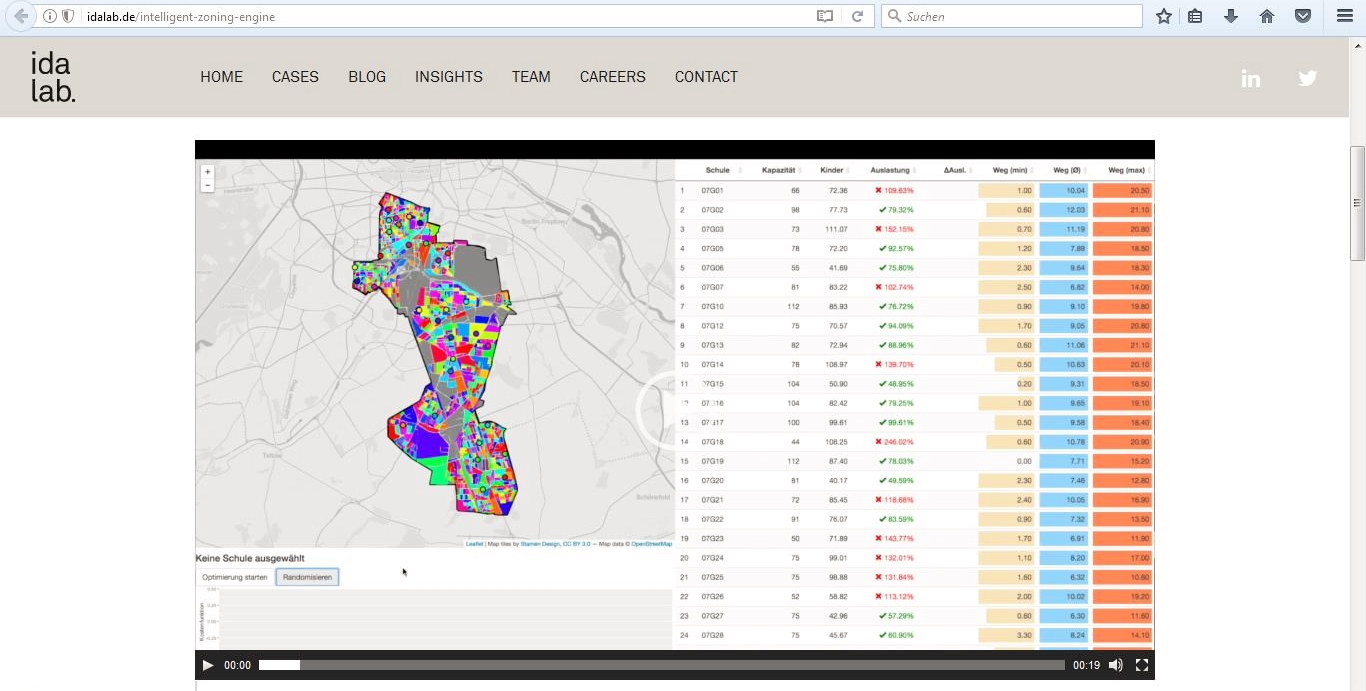 idalab.de/intelligent-zoning-engine
Suchen
ida
lab.
HOME CASES BLOG INSIGHTS TEAM CAREERS CONTACT
in
+
−
Schule Kapazität Kinder Auslastung ΔAusl. Weg (min) Weg (Ø) Weg (max)
1 07G01 66 72.36 ✖ 109.63% 1.00 10.04 20.50
2 07G02 98 77.73 ✔ 79.32% 0.60 12.03 21.10
3 07G03 73 111.07 ✖ 152.15% 0.70 11.19 20.80
4 07G05 78 72.20 ✔ 92.57% 1.20 7.89 18.50
5 07G06 55 41.69 ✔ 75.80% 2.30 9.64 18.30
6 07G07 81 83.22 ✖ 102.74% 2.50 6.82 14.00
7 07G10 112 85.93 ✔ 76.72% 0.90 9.10 19.80
8 07G12 75 70.57 ✔ 94.09% 1.70 9.05 20.80
9 07G13 82 72.94 ✔ 88.96% 0.60 11.06 21.10
10 07G14 78 108.97 ✖ 139.70% 0.50 10.63 20.10
11 07G15 104 50.90 ✔ 48.95% 0.20 9.31 18.50
12 07G16 104 82.42 ✔ 79.25% 1.00 9.65 19.10
13 07G17 100 99.61 ✔ 99.61% 0.50 9.58 18.40
14 07G18 44 108.25 ✖ 246.02% 0.60 10.78 20.90
15 07G19 112 87.40 ✔ 78.03% 0.00 7.71 15.20
16 07G20 81 40.17 ✔ 49.59% 2.30 7.46 12.80
17 07G21 72 85.45 ✖ 118.68% 2.40 10.05 16.90
18 07G22 91 76.07 ✔ 83.59% 0.90 7.32 13.50
19 07G23 50 71.89 ✖ 143.77% 1.70 6.91 11.90
20 07G24 75 99.01 ✖ 132.01% 1.10 8.20 17.00
21 07G25 75 98.88 ✖ 131.84% 1.60 6.32 10.80
22 07G26 52 58.82 ✖ 113.12% 2.00 10.02 19.20
23 07G27 75 42.96 ✔ 57.29% 0.60 6.30 11.60
24 07G28 75 45.67 ✔ 60.90% 3.30 8.24 14.10
Schönefeld
Leaflet | Map tiles by Stamen Design, CC BY 3.0 — Map data © OpenStreetMap
Keine Schule ausgewählt
Optimierung starten Randomisieren
Kostenfunktion
00:00 00:19